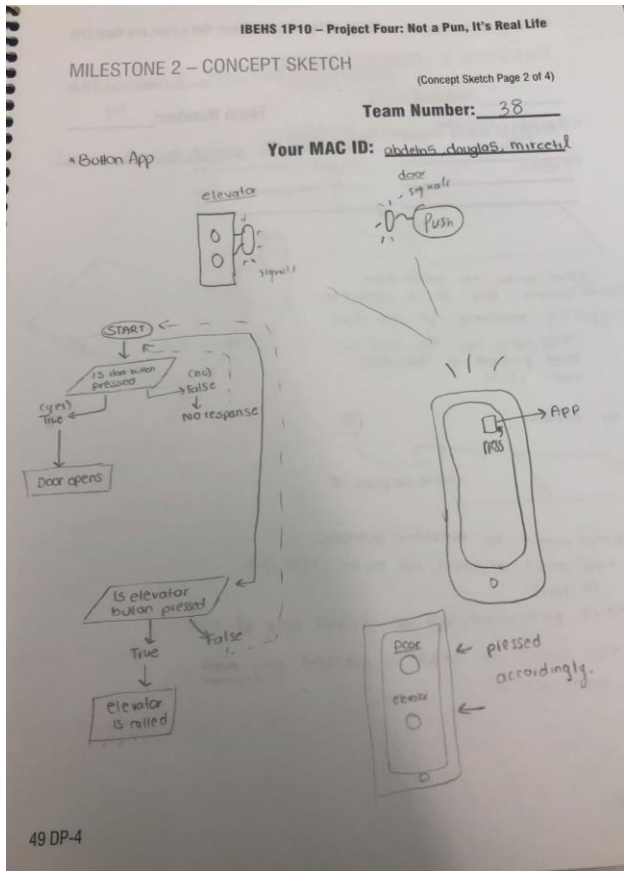 IBEHS 1P10 – Project Four: Not a Pun, It's Real Life
MILESTONE 2 – CONCEPT SKETCH
(Concept Sketch Page 2 of 4)
Team Number: 38
Your MAC ID: abdelns, douglas, mircetil
* Button App
elevator
signals
door
signals
Push
START
Is door button
pressed
(yes)
True
(no)
False
No response
Door opens
App
press
Is elevator
button pressed
True
False
elevator
is called
Door
elevator
pressed
accordingly.
49 DP-4